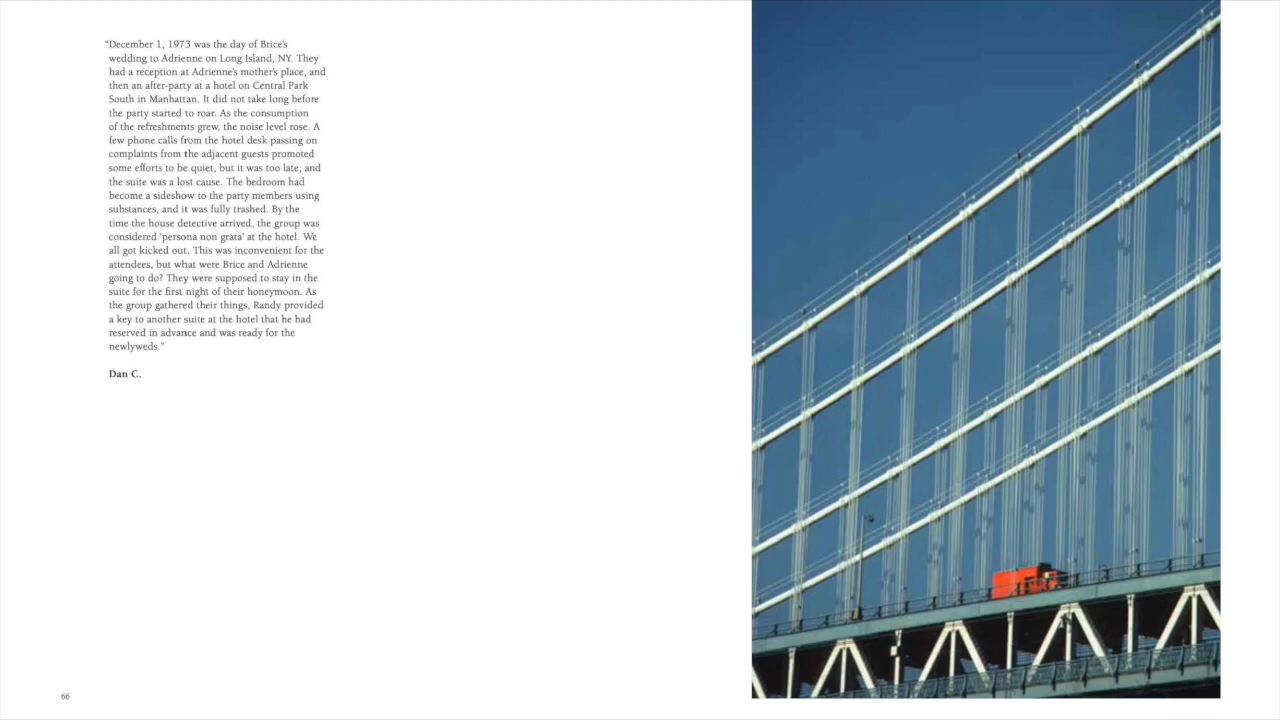 “December 1, 1973 was the day of Brice’s
wedding to Adrienne on Long Island, NY. They
had a reception at Adrienne’s mother’s place, and
then an after-party at a hotel on Central Park
South in Manhattan. It did not take long before
the party started to roar. As the consumption
of the refreshments grew, the noise level rose. A
few phone calls from the hotel desk passing on
complaints from the adjacent guests promoted
some efforts to be quiet, but it was too late, and
the suite was a lost cause. The bedroom had
become a sideshow to the party members using
substances, and it was fully trashed. By the
time the house detective arrived, the group was
considered ‘persona non grata’ at the hotel. We
all got kicked out. This was inconvenient for the
attendees, but what were Brice and Adrienne
going to do? They were supposed to stay in the
suite for the first night of their honeymoon. As
the group gathered their things, Randy provided
a key to another suite at the hotel that he had
reserved in advance and was ready for the
newlyweds.”
Dan C.
66